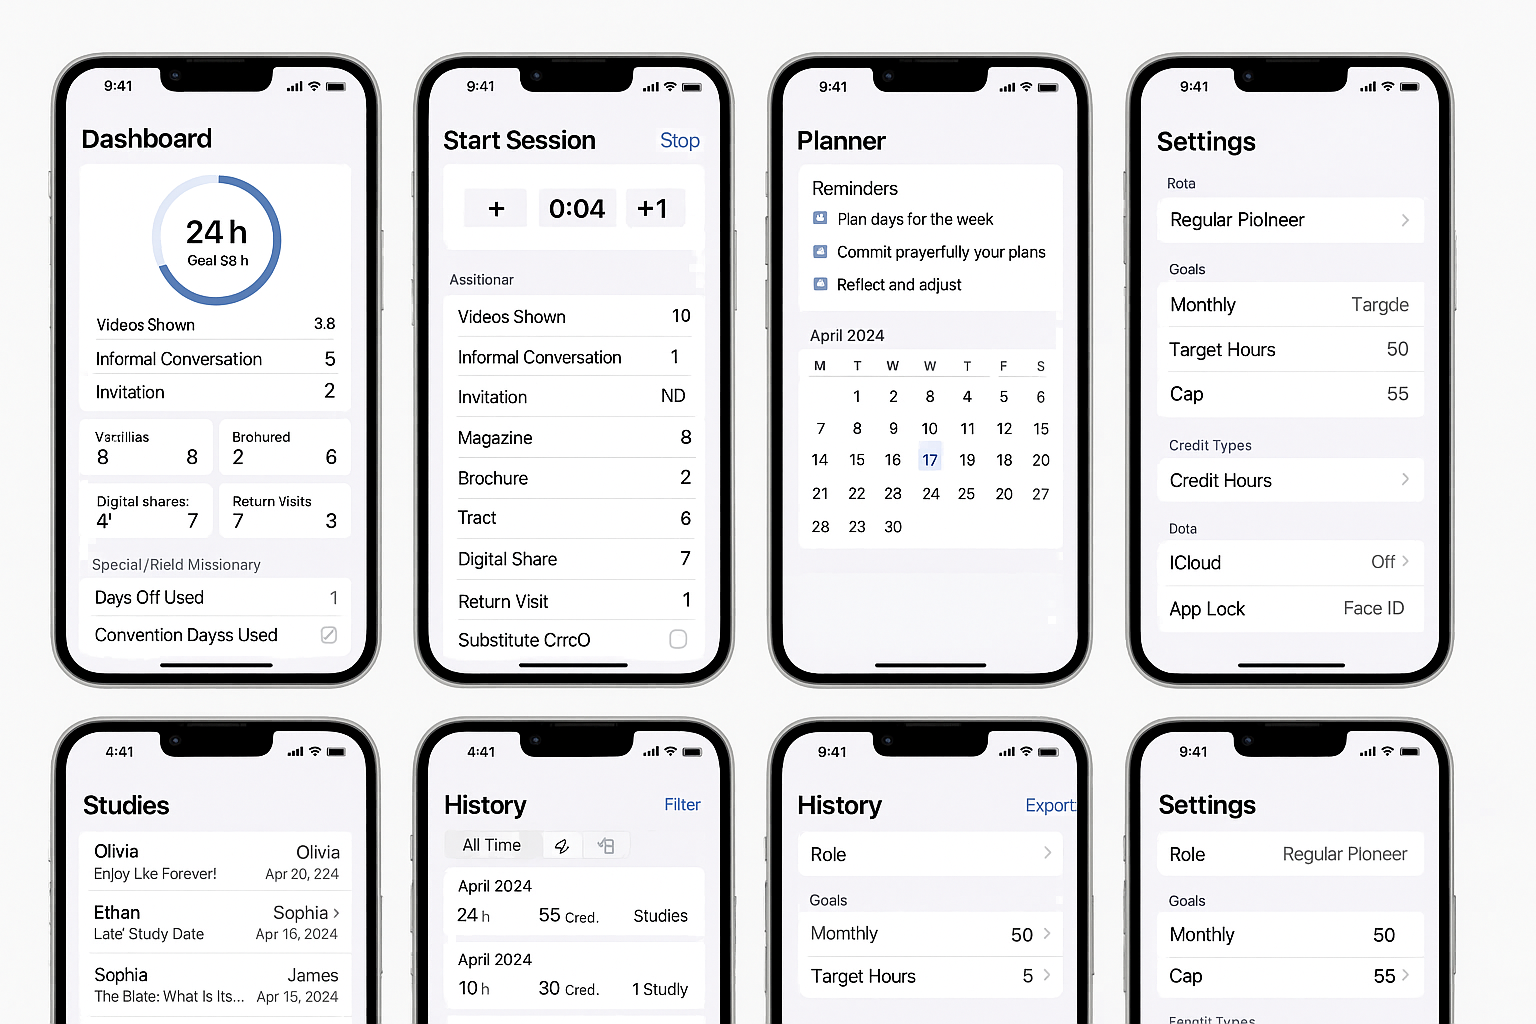 9:41
Dashboard
24 h
Geal $8 h
Videos Shown 3.8
Informal Conversation 5
Invitation 2
Vartillias
8 8
Brohured
2 6
Digital shares:
4' 7
Return Visits
7 3
Special/Rield Missionary
Days Off Used 1
Convention Dayss Used
9:41
Start Session Stop
+ 0:04 +1
Assitionar
Videos Shown 10
Informal Conversation 1
Invitation ND
Magazine 8
Brochure 2
Tract 6
Digital Share 7
Return Visit 1
Substitute CrrcO
9:41
Planner
Reminders
Plan days for the week
Commit prayerfully your plans
Reflect and adjust
April 2024
M T W W T F S
1 2 8 4 5 6
7 8 9 10 11 12 15
14 15 16 17 19 18 20
21 22 23 24 25 20 27
28 23 30
9:41
Settings
Rota
Regular Piolneer
Goals
Monthly Targde
Target Hours 50
Cap 55
Credit Types
Credit Hours
Dota
ICloud Off
App Lock Face ID
4:41
Studies
Olivia Olivia
Enjoy Lke Forever! Apr 20, 224
Ethan Sophia
Late' Study Date Apr 16, 2024
Sophia James
The Blate: What Is Its... Apr 15, 2024
4:41
History Filter
All Time
April 2024
24 h 55 Cred. Studies
April 2024
10 h 30 Cred. 1 Studly
9:41
History Export:
Role
Goals
Momthly 50
Target Hours 5
9:41
Settings
Role Regular Ploneer
Goals
Monthly 50
Cap 55